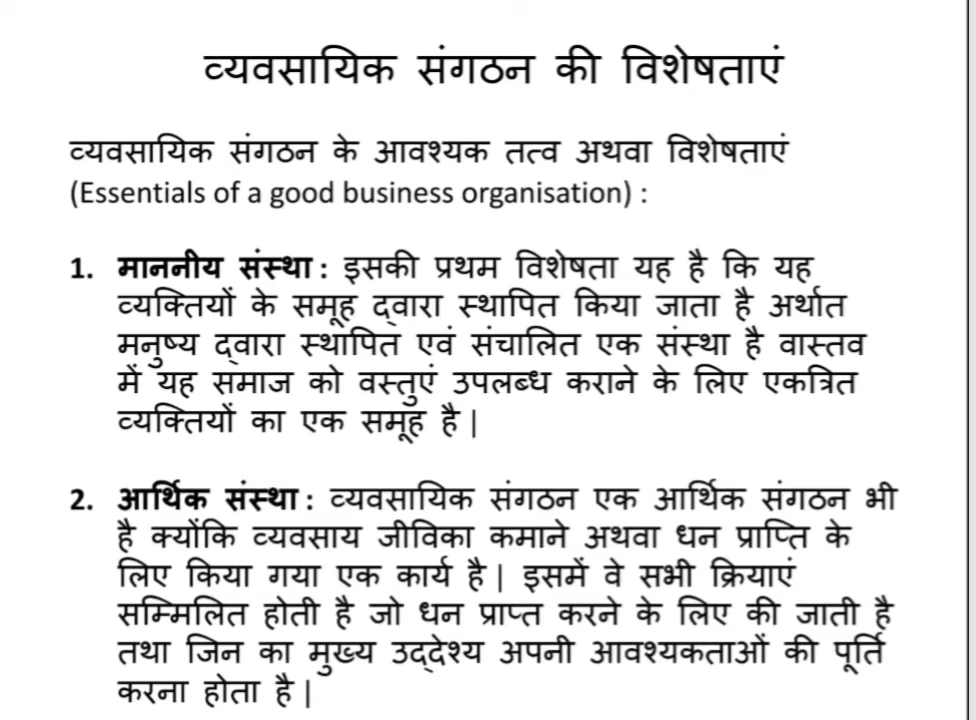 व्यवसायिक संगठन की विशेषताएं
व्यवसायिक संगठन के आवश्यक तत्व अथवा विशेषताएं
(Essentials of a good business organisation) :
1. माननीय संस्था : इसकी प्रथम विशेषता यह है कि यह
व्यक्तियों के समूह द्वारा स्थापित किया जाता है अर्थात
मनुष्य द्वारा स्थापित एवं संचालित एक संस्था है वास्तव
में यह समाज को वस्तुएं उपलब्ध कराने के लिए एकत्रित
व्यक्तियों का एक समूह है |
2. आर्थिक संस्था : व्यवसायिक संगठन एक आर्थिक संगठन भी
है क्योंकि व्यवसाय जीविका कमाने अथवा धन प्राप्ति के
लिए किया गया एक कार्य है | इसमें वे सभी क्रियाएं
सम्मिलित होती है जो धन प्राप्त करने के लिए की जाती है
तथा जिन का मुख्य उद्देश्य अपनी आवश्यकताओं की पूर्ति
करना होता है |